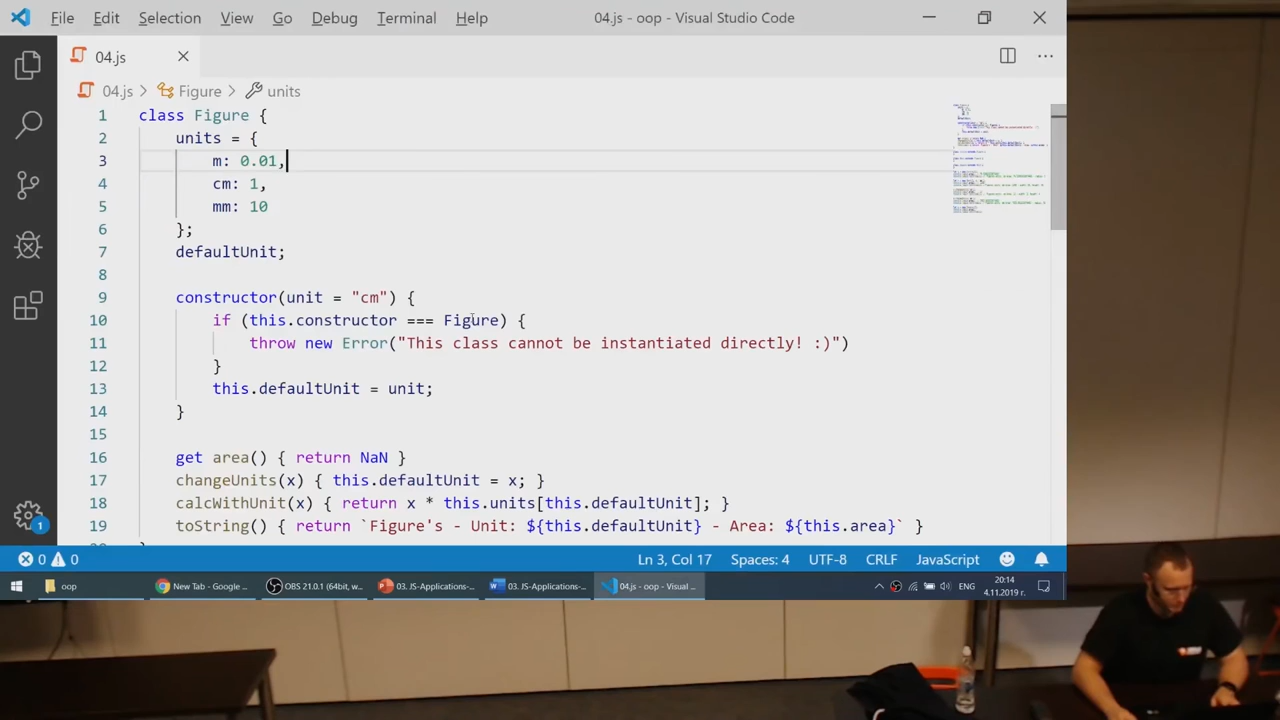 File Edit Selection View Go Debug Terminal Help 04.js - oop - Visual Studio Code
04.js
04.js > Figure > units
1 class Figure {
2 units = {
3 m: 0.01,
4 cm: 1,
5 mm: 10
6 };
7 defaultUnit;
8
9 constructor(unit = "cm") {
10 if (this.constructor === Figure) {
11 throw new Error("This class cannot be instantiated directly! :)")
12 }
13 this.defaultUnit = unit;
14 }
15
16 get area() { return NaN }
17 changeUnits(x) { this.defaultUnit = x; }
18 calcWithUnit(x) { return x * this.units[this.defaultUnit]; }
19 toString() { return `Figure's - Unit: ${this.defaultUnit} - Area: ${this.area}` }
1
0 0 Ln 3, Col 17 Spaces: 4 UTF-8 CRLF JavaScript
oop New Tab - Google ... OBS 21.0.1 (64bit, w... 03. JS-Applications-... 03. JS-Applications-... 04.js - oop - Visual ... ENG 20:14
4.11.2019 г.